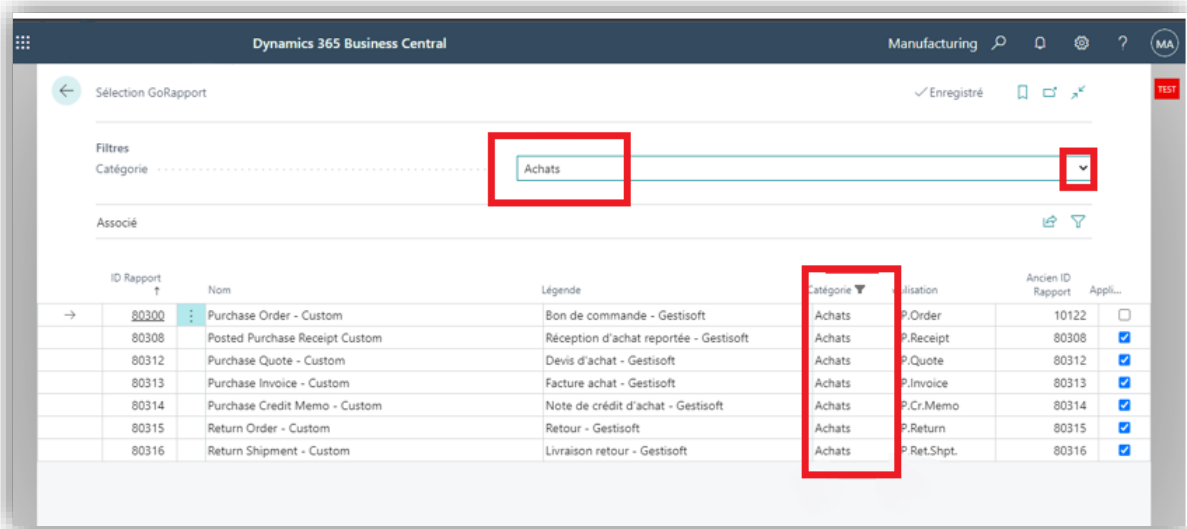 Dynamics 365 Business Central Manufacturing ? MA
Sélection GoRapport Enregistré TEST
Filtres
Catégorie Achats
Associé
ID Rapport Nom Légende Catégorie Ancien ID Rapport Appli...
80300 Purchase Order - Custom Bon de commande - Gestisoft Achats P.Order 10122
80308 Posted Purchase Receipt Custom Réception d'achat reportée - Gestisoft Achats P.Receipt 80308
80312 Purchase Quote - Custom Devis d'achat - Gestisoft Achats P.Quote 80312
80313 Purchase Invoice - Custom Facture achat - Gestisoft Achats P.Invoice 80313
80314 Purchase Credit Memo - Custom Note de crédit d'achat - Gestisoft Achats P.Cr.Memo 80314
80315 Return Order - Custom Retour - Gestisoft Achats P.Return 80315
80316 Return Shipment - Custom Livraison retour - Gestisoft Achats P Ret.Shpt. 80316